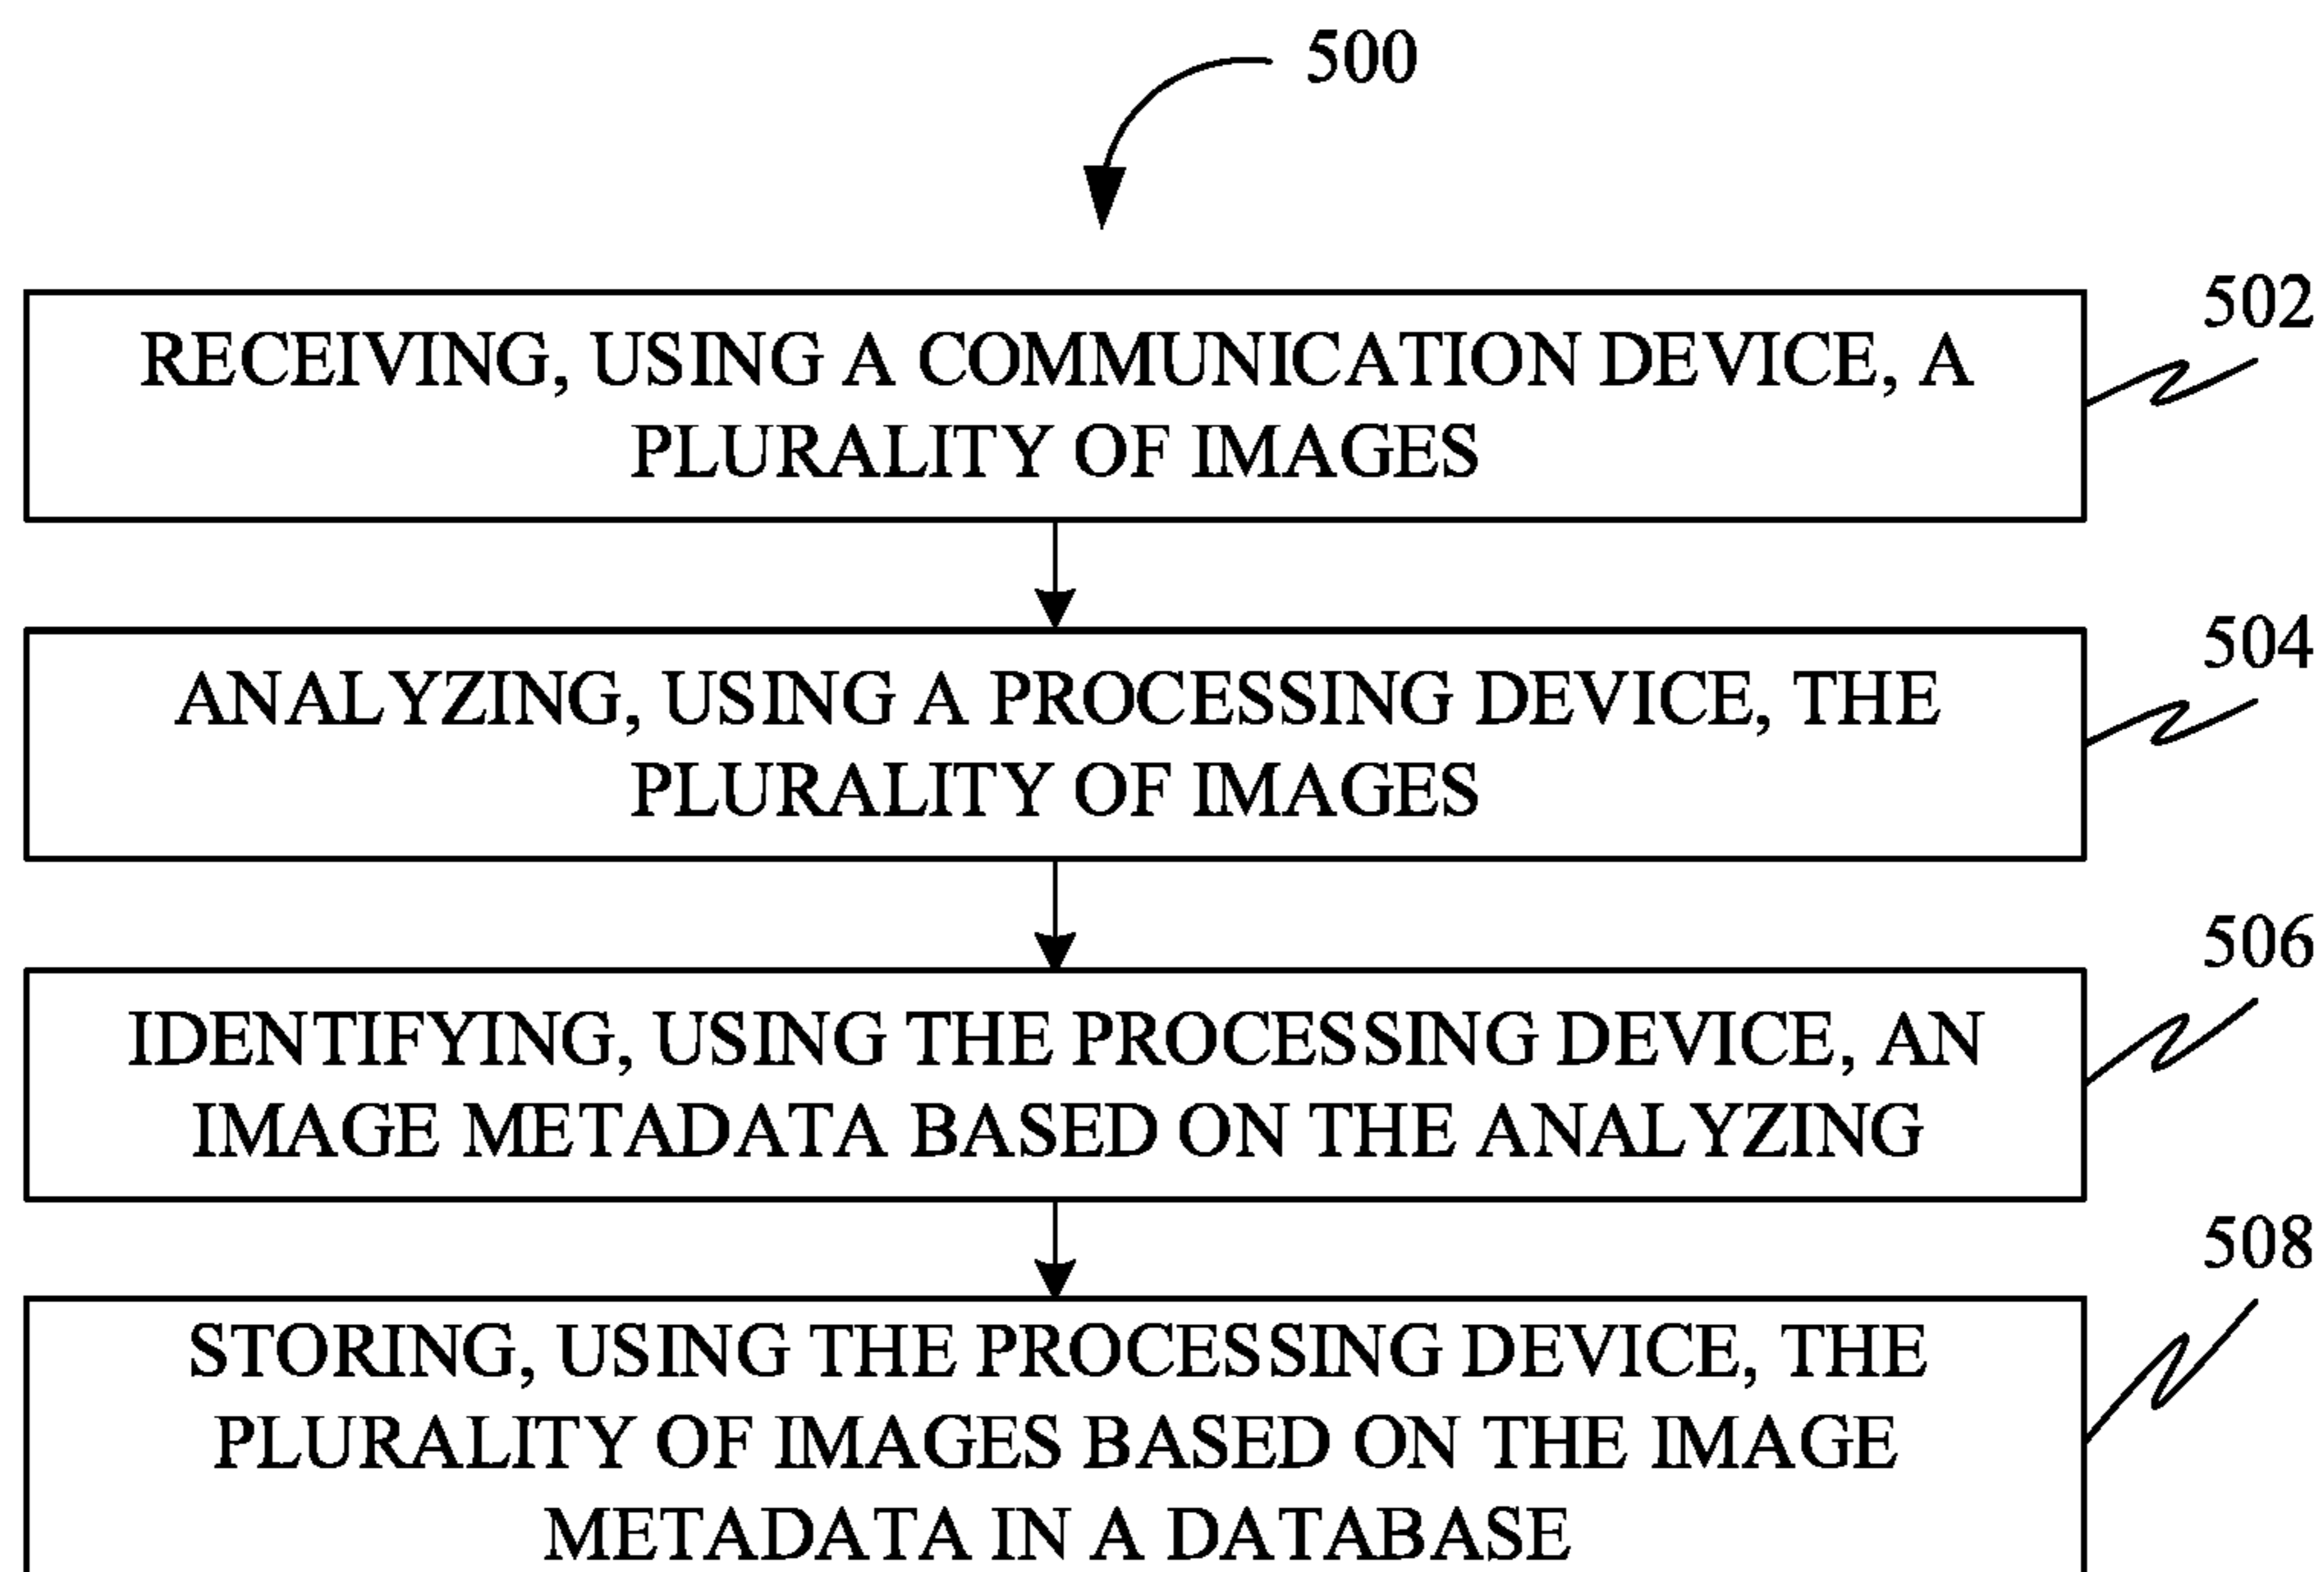 500
502
RECEIVING, USING A COMMUNICATION DEVICE, A
PLURALITY OF IMAGES
504
ANALYZING, USING A PROCESSING DEVICE, THE
PLURALITY OF IMAGES
506
IDENTIFYING, USING THE PROCESSING DEVICE, AN
IMAGE METADATA BASED ON THE ANALYZING
508
STORING, USING THE PROCESSING DEVICE, THE
PLURALITY OF IMAGES BASED ON THE IMAGE
METADATA IN A DATABASE